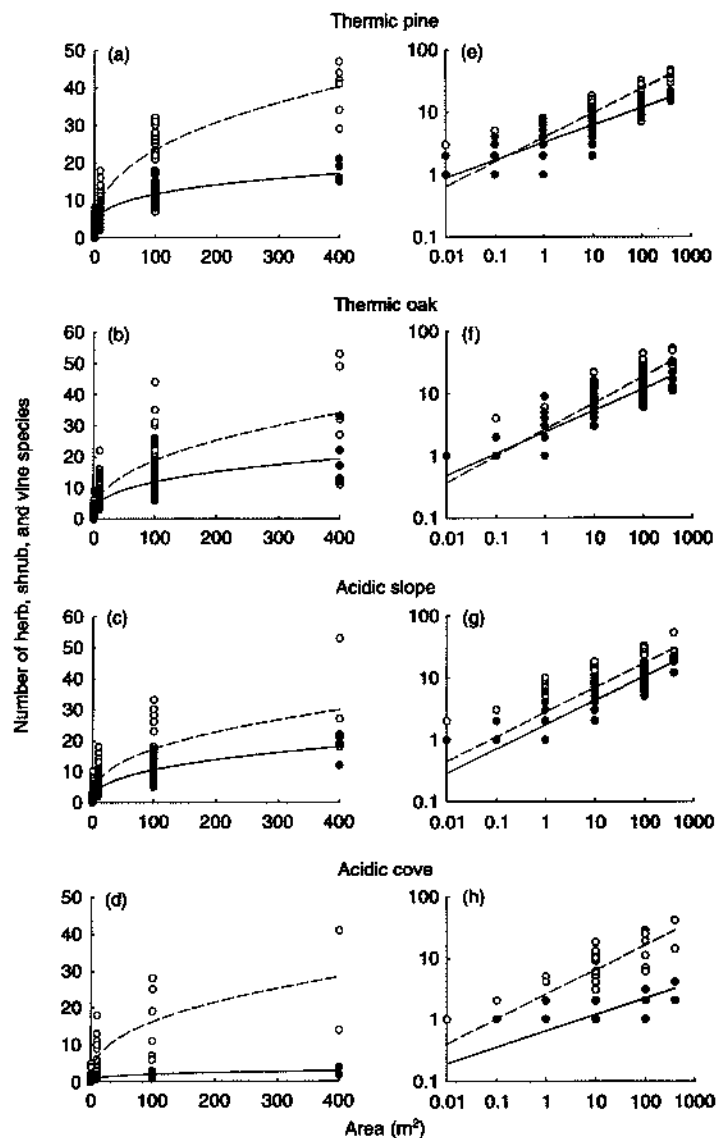 Thermic pine
(a)
50
40
30
20
10
0
0 100 200 300 400
(e)
100
10
1
0.1
0.01 0.1 1 10 100 1000
Thermic oak
(b)
60
50
40
30
20
10
0
0 100 200 300 400
(f)
100
10
1
0.1
0.01 0.1 1 10 100 1000
Acidic slope
(c)
60
50
40
30
20
10
0
0 100 200 300 400
(g)
100
10
1
0.1
0.01 0.1 1 10 100 1000
Acidic cove
(d)
50
40
30
20
10
0
0 100 200 300 400
(h)
100
10
1
0.1
0.01 0.1 1 10 100 1000
Number of herb, shrub, and vine species
Area (m²)